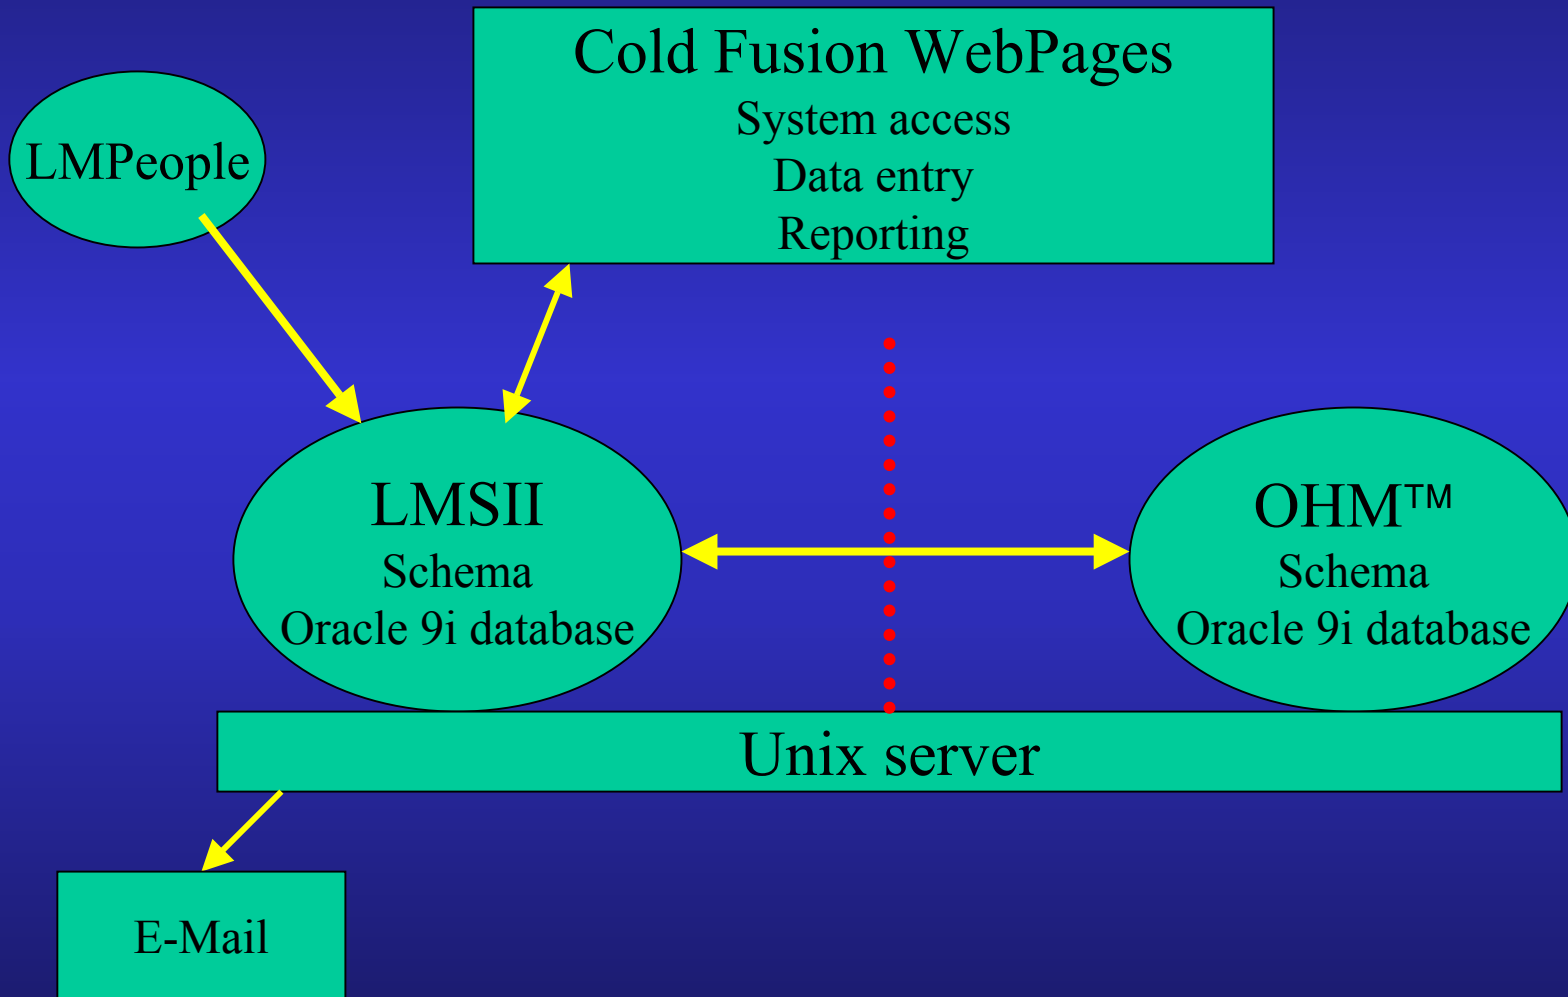 Cold Fusion WebPages
System access
Data entry
Reporting
LMPeople
LMSII
Schema
Oracle 9i database
OHM™
Schema
Oracle 9i database
Unix server
E-Mail